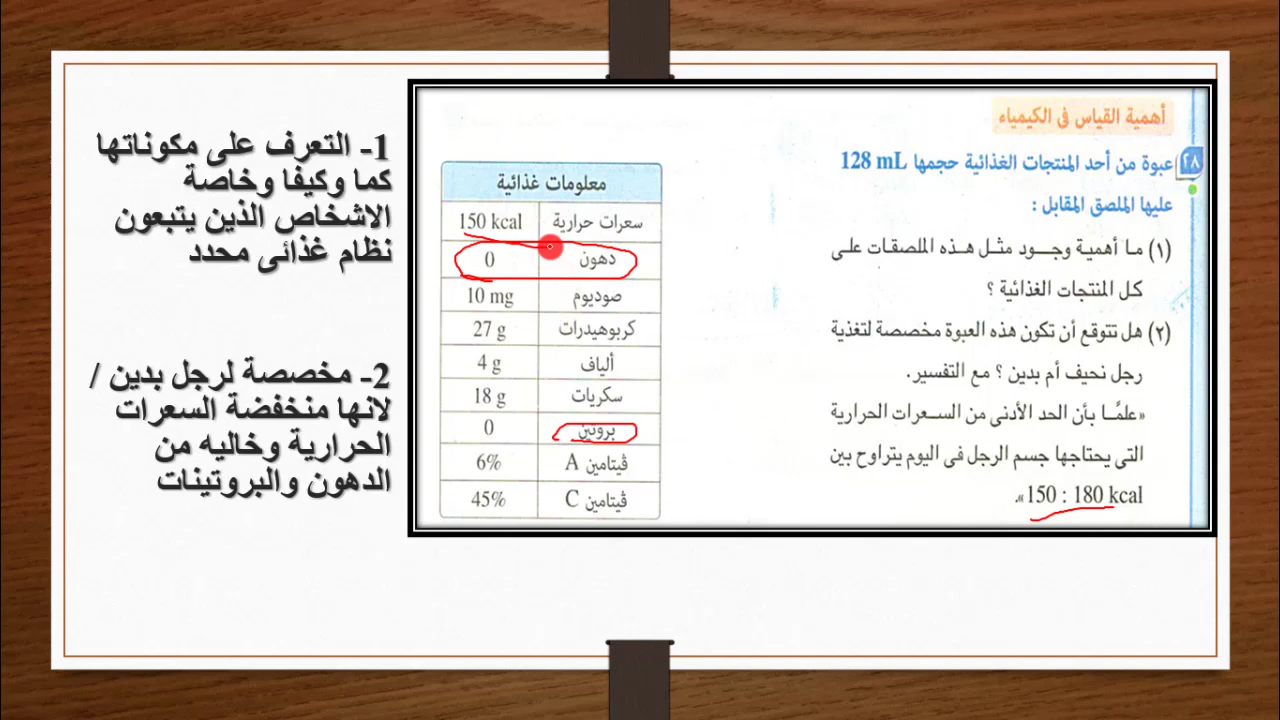 أهمية القياس فى الكيمياء
٢٨ عبوة من أحد المنتجات الغذائية حجمها 128 mL
عليها الملصق المقابل :
(١) ما أهمية وجود مثل هذه الملصقات على
كل المنتجات الغذائية ؟
(٢) هل تتوقع أن تكون هذه العبوة مخصصة لتغذية
رجل نحيف أم بدين ؟ مع التفسير.
«علمًا بأن الحد الأدنى من السعرات الحرارية
التى يحتاجها جسم الرجل فى اليوم يتراوح بين
150 : 180 kcal».
معلومات غذائية
سعرات حرارية 150 kcal
دهون 0
صوديوم 10 mg
كربوهيدرات 27 g
ألياف 4 g
سكريات 18 g
بروتين 0
ڤيتامين A 6%
ڤيتامين C 45%
1- التعرف على مكوناتها
كما وكيفا وخاصة
الاشخاص الذين يتبعون
نظام غذائى محدد
2- مخصصة لرجل بدين /
لانها منخفضة السعرات
الحرارية وخاليه من
الدهون والبروتينات